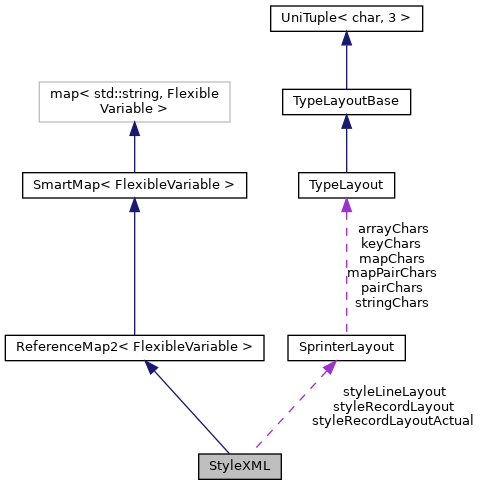 UniTuple< char, 3 >
map< std::string, Flexible
Variable >
TypeLayoutBase
SmartMap< FlexibleVariable >
TypeLayout
arrayChars
keyChars
mapChars
mapPairChars
pairChars
stringChars
ReferenceMap2< FlexibleVariable >
SprinterLayout
styleLineLayout
styleRecordLayout
styleRecordLayoutActual
StyleXML